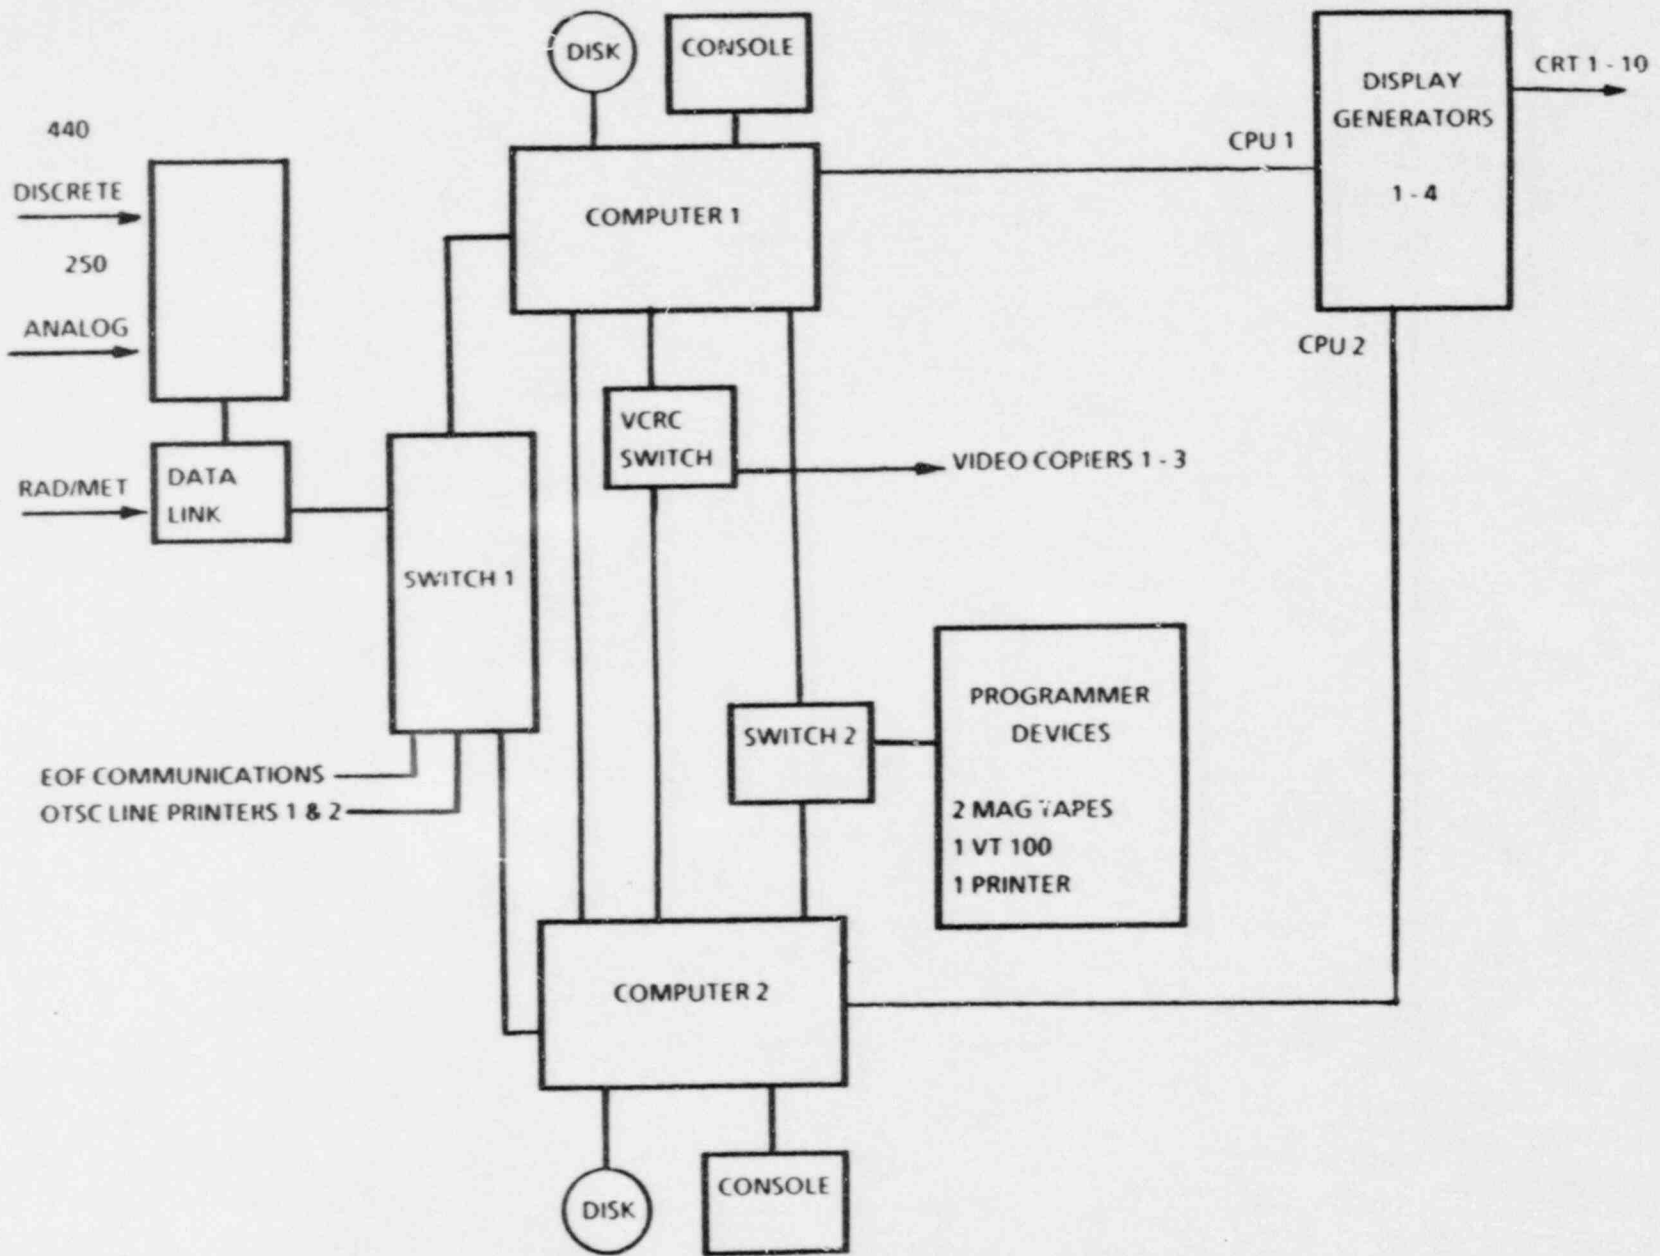 DISK
CONSOLE
DISPLAY
GENERATORS
1 - 4
CRT 1 - 10
CPU 1
440
DISCRETE
250
ANALOG
COMPUTER 1
CPU 2
VCRC
SWITCH
VIDEO COPIERS 1 - 3
RAD/MET
DATA
LINK
SWITCH 1
PROGRAMMER
DEVICES
2 MAG TAPES
1 VT 100
1 PRINTER
SWITCH 2
EOF COMMUNICATIONS
OTSC LINE PRINTERS 1 & 2
COMPUTER 2
DISK
CONSOLE